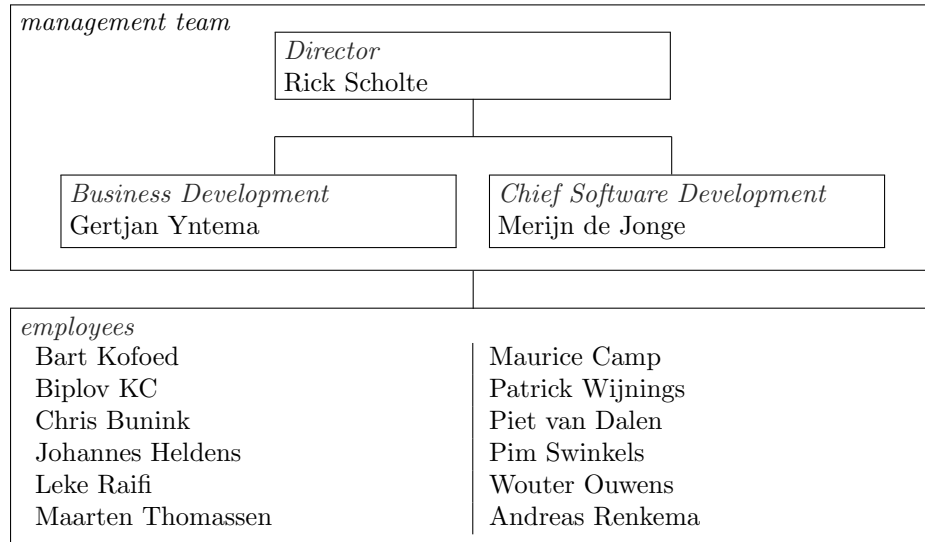 management team
Director
Rick Scholte
Business Development
Gertjan Yntema
Chief Software Development
Merijn de Jonge
employees
Bart Kofoed
Biplov KC
Chris Bunink
Johannes Heldens
Leke Raifi
Maarten Thomassen
Maurice Camp
Patrick Wijnings
Piet van Dalen
Pim Swinkels
Wouter Ouwens
Andreas Renkema